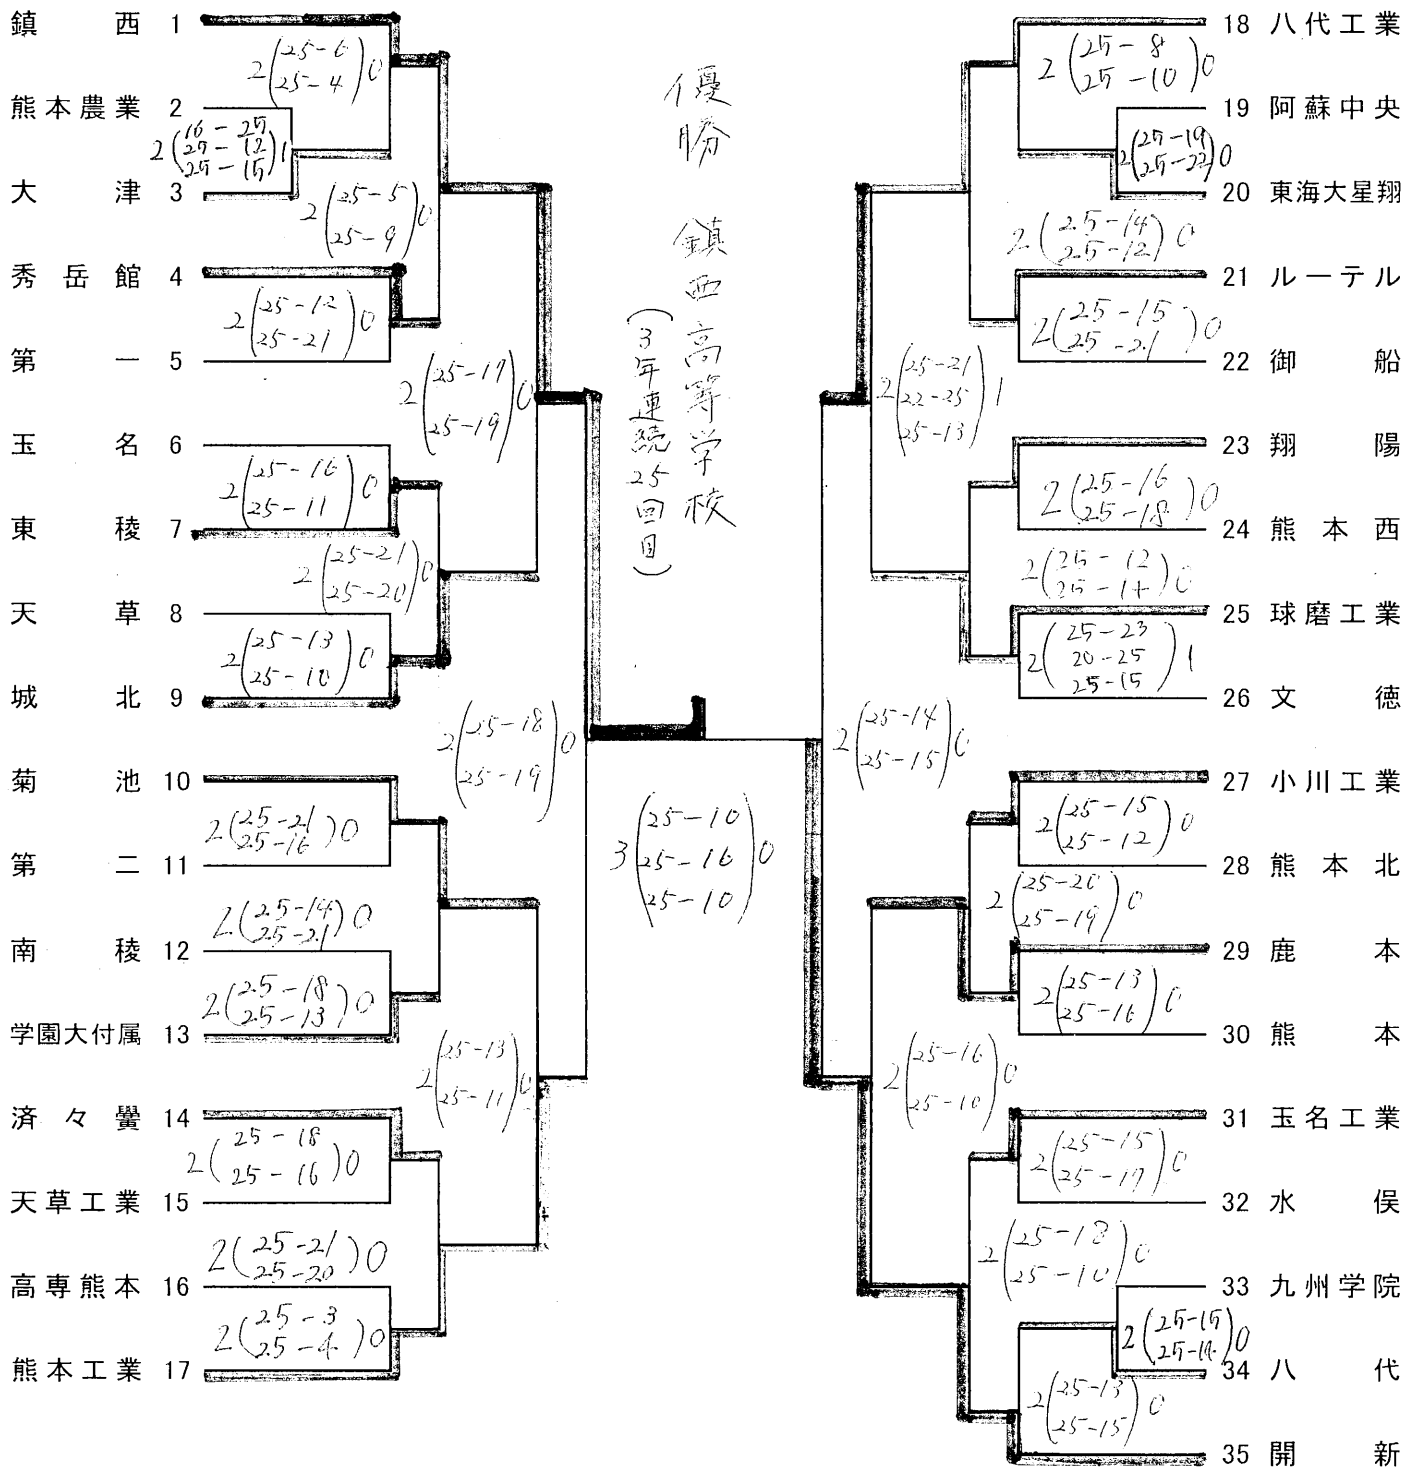 鎮西 1
2(25-6 25-4)0
熊本農業 2
2(16-25 25-12 25-15)1
大津 3
2(25-5 25-9)0
秀岳館 4
2(25-12 25-21)0
第一 5
2(25-17 25-19)0
玉名 6
2(25-16 25-11)0
東稜 7
2(25-21 25-20)0
天草 8
2(25-13 25-10)0
城北 9
2(25-18 25-19)0
菊池 10
2(25-21 25-16)0
第二 11
2(25-14 25-21)0
南稜 12
2(25-18 25-13)0
学園大付属 13
2(25-13 25-11)0
済々黌 14
2(25-18 25-16)0
天草工業 15
2(25-21 25-20)0
高専熊本 16
2(25-3 25-4)0
熊本工業 17
優勝 鎮西高等学校
(3年連続25回目)
3(25-10 25-16 25-10)0
18 八代工業
2(25-8 25-10)0
19 阿蘇中央
2(25-19 25-22)0
20 東海大星翔
2(25-14 25-12)0
21 ルーテル
2(25-15 25-21)0
22 御船
2(25-21 22-25 25-13)1
23 翔陽
2(25-16 25-18)0
24 熊本西
2(25-12 25-14)0
25 球磨工業
2(25-23 20-25 25-15)1
26 文徳
2(25-14 25-15)0
27 小川工業
2(25-15 25-12)0
28 熊本北
2(25-20 25-19)0
29 鹿本
2(25-13 25-16)0
30 熊本
2(25-16 25-10)0
31 玉名工業
2(25-15 25-17)0
32 水俣
2(25-18 25-10)0
33 九州学院
2(25-15 25-14)0
34 八代
2(25-13 25-15)0
35 開新